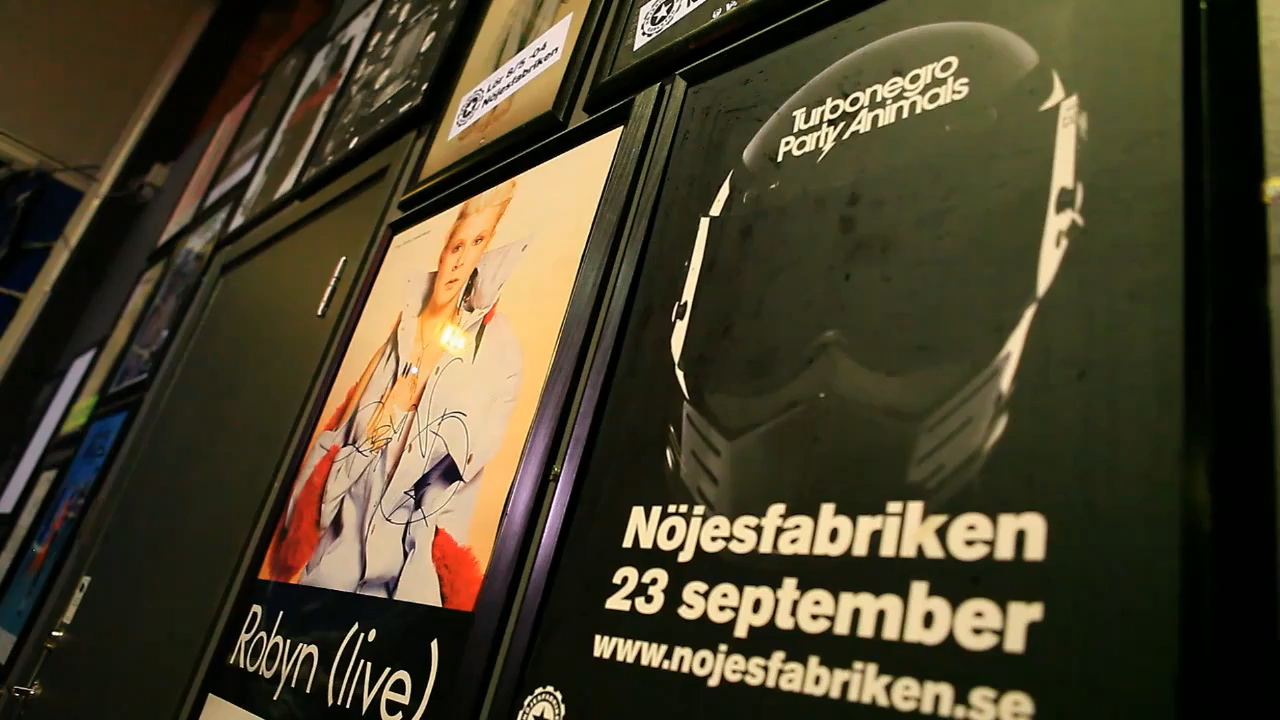 Lör 8/5 -04
Nöjesfabriken
Turbonegro
Party Animals
Nöjesfabriken
23 september
www.nojesfabriken.se
Robyn (live)